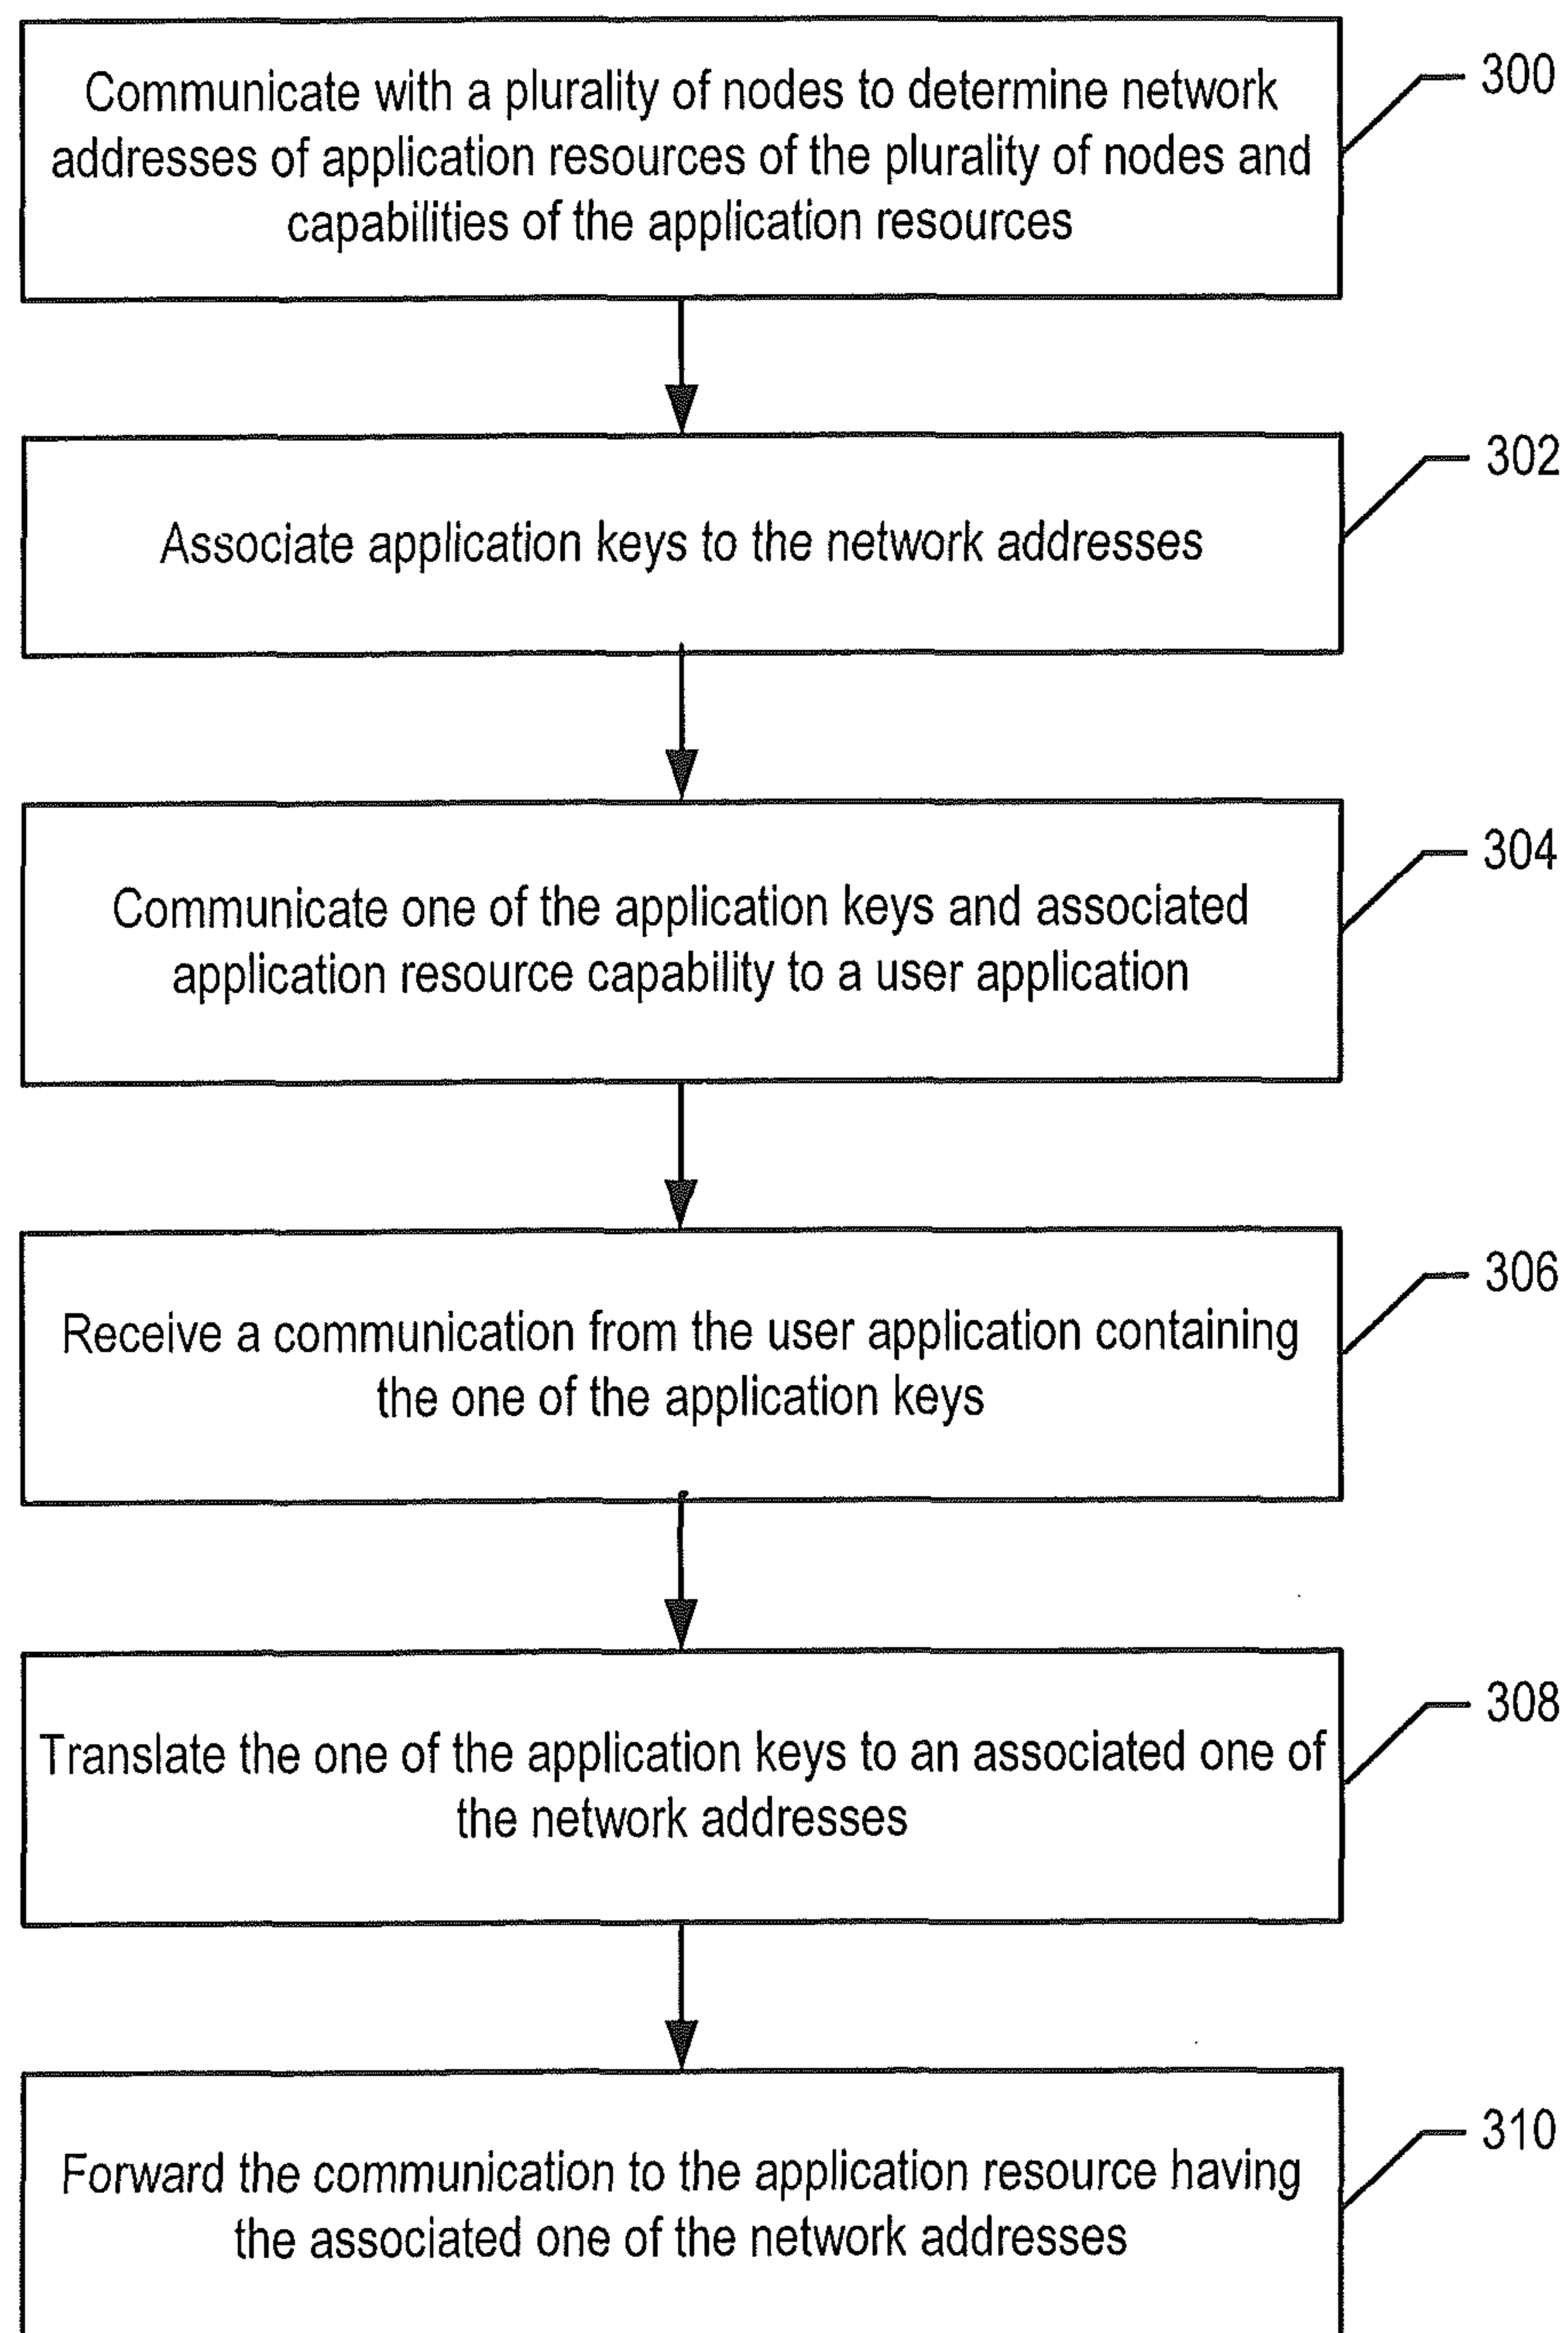 Communicate with a plurality of nodes to determine network
addresses of application resources of the plurality of nodes and
capabilities of the application resources
300
Associate application keys to the network addresses
302
Communicate one of the application keys and associated
application resource capability to a user application
304
Receive a communication from the user application containing
the one of the application keys
306
Translate the one of the application keys to an associated one of
the network addresses
308
Forward the communication to the application resource having
the associated one of the network addresses
310